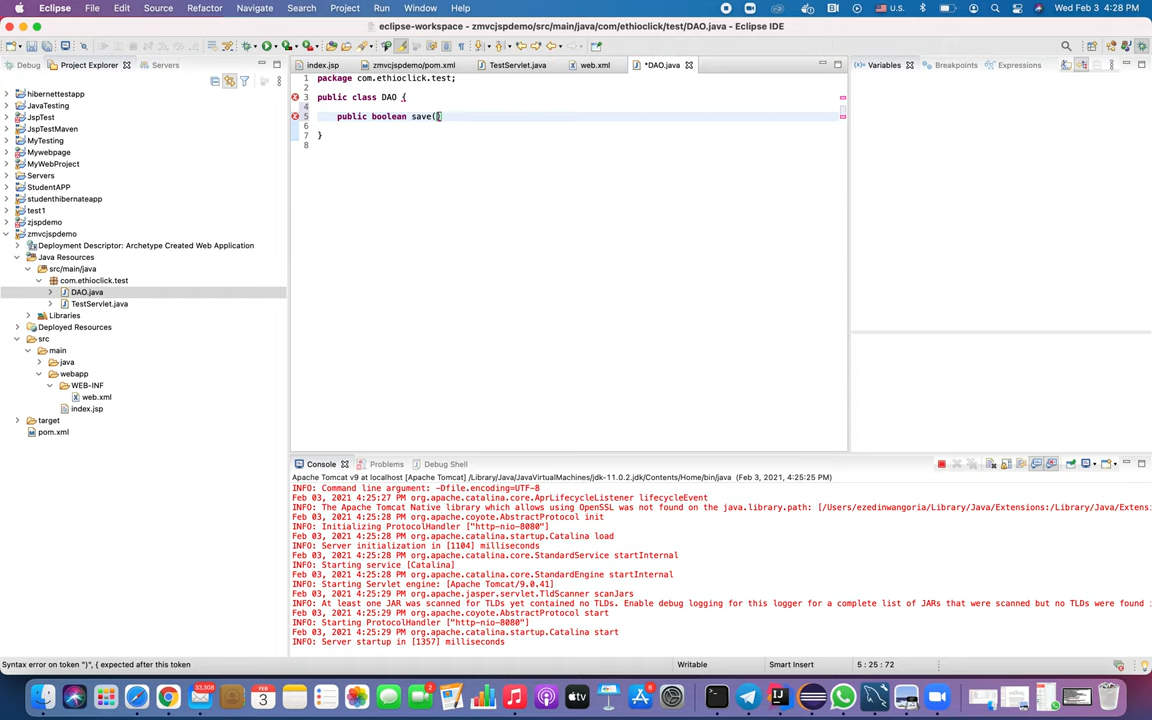 Eclipse File Edit Source Refactor Navigate Search Project Run Window Help U.S. Wed Feb 3 4:28 PM
eclipse-workspace - zmvcjspdemo/src/main/java/com/ethioclick/test/DAO.java - Eclipse IDE
Debug Project Explorer Servers
index.jsp zmvcjspdemo/pom.xml TestServlet.java web.xml *DAO.java
Variables Breakpoints Expressions
hibernettestapp
JavaTesting
JspTest
JspTestMaven
MyTesting
Mywebpage
MyWebProject
Servers
StudentAPP
studenthibernateapp
test1
zjspdemo
zmvcjspdemo
Deployment Descriptor: Archetype Created Web Application
Java Resources
src/main/java
com.ethioclick.test
DAO.java
TestServlet.java
Libraries
Deployed Resources
src
main
java
webapp
WEB-INF
web.xml
index.jsp
target
pom.xml
1 package com.ethioclick.test;
2
3 public class DAO {
4
5 public boolean save()
6
7 }
8
Console Problems Debug Shell
Apache Tomcat v9 at localhost [Apache Tomcat] /Library/Java/JavaVirtualMachines/jdk-11.0.2.jdk/Contents/Home/bin/java (Feb 3, 2021, 4:25:25 PM)
INFO: Command line argument: -Dfile.encoding=UTF-8
Feb 03, 2021 4:25:27 PM org.apache.catalina.core.AprLifecycleListener lifecycleEvent
INFO: The Apache Tomcat Native library which allows using OpenSSL was not found on the java.library.path: [/Users/ezedinwangoria/Library/Java/Extensions:/Library/Java/Exten
Feb 03, 2021 4:25:28 PM org.apache.coyote.AbstractProtocol init
INFO: Initializing ProtocolHandler ["http-nio-8080"]
Feb 03, 2021 4:25:28 PM org.apache.catalina.startup.Catalina load
INFO: Server initialization in [1104] milliseconds
Feb 03, 2021 4:25:28 PM org.apache.catalina.core.StandardService startInternal
INFO: Starting service [Catalina]
Feb 03, 2021 4:25:28 PM org.apache.catalina.core.StandardEngine startInternal
INFO: Starting Servlet engine: [Apache Tomcat/9.0.41]
Feb 03, 2021 4:25:29 PM org.apache.jasper.servlet.TldScanner scanJars
INFO: At least one JAR was scanned for TLDs yet contained no TLDs. Enable debug logging for this logger for a complete list of JARs that were scanned but no TLDs were found i
Feb 03, 2021 4:25:29 PM org.apache.coyote.AbstractProtocol start
INFO: Starting ProtocolHandler ["http-nio-8080"]
Feb 03, 2021 4:25:29 PM org.apache.catalina.startup.Catalina start
INFO: Server startup in [1357] milliseconds
Syntax error on token ")", { expected after this token Writable Smart Insert 5 : 25 : 72
33,308 FEB 3 2 6